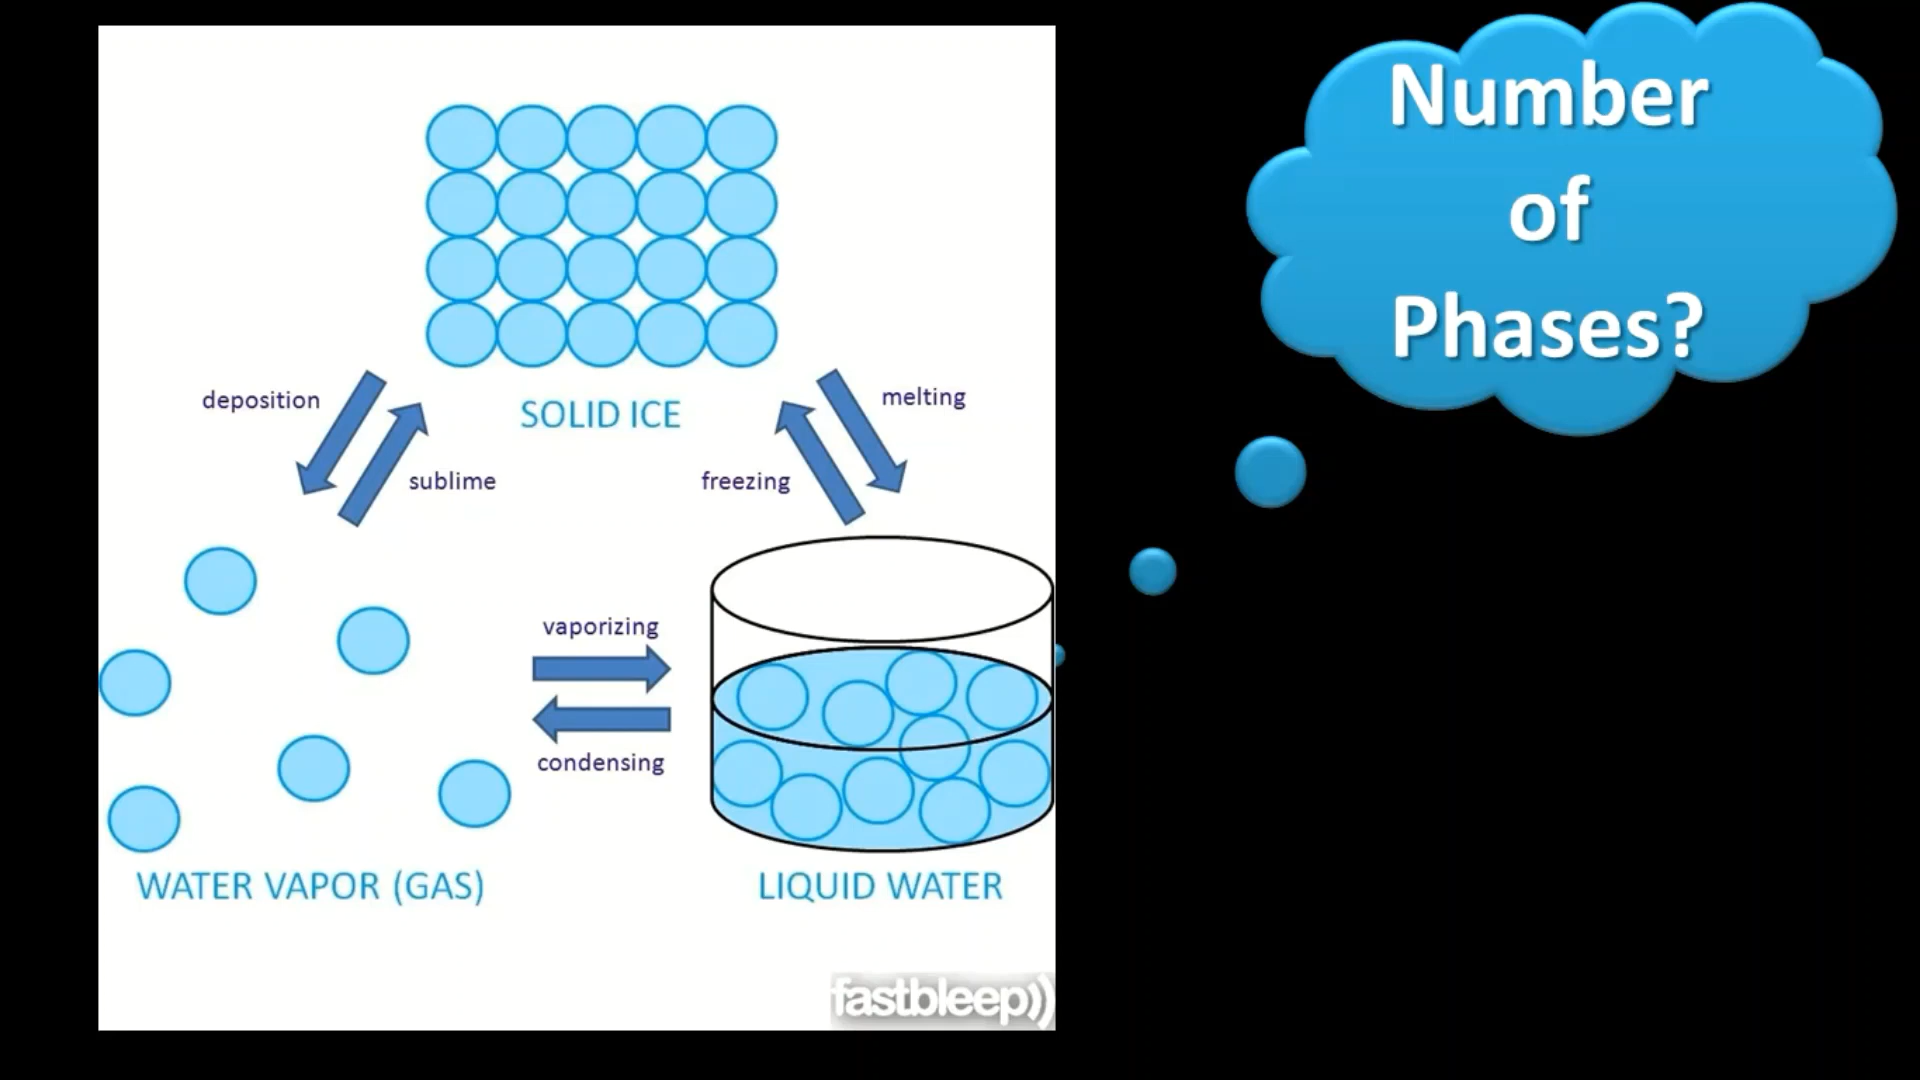 Number
of
Phases?
deposition
SOLID ICE
melting
sublime
freezing
vaporizing
condensing
WATER VAPOR (GAS)
LIQUID WATER
fastbleep))